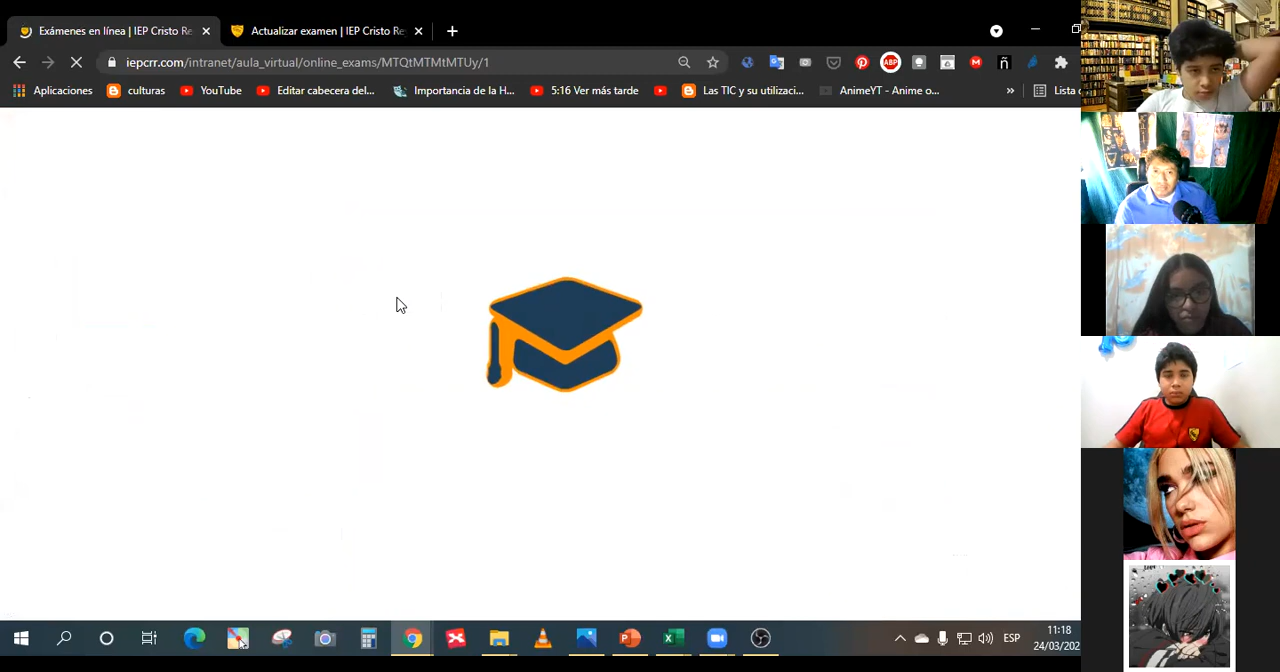 Exámenes en línea | IEP Cristo Re
Actualizar examen | IEP Cristo Re
iepcrr.com/intranet/aula_virtual/online_exams/MTQtMTMtMTUy/1
ABP
ñ
Aplicaciones
culturas
YouTube
Editar cabecera del...
Importancia de la H...
5:16 Ver más tarde
Las TIC y su utilizaci...
AnimeYT - Anime o...
»
Lista
ESP
11:18
24/03/202